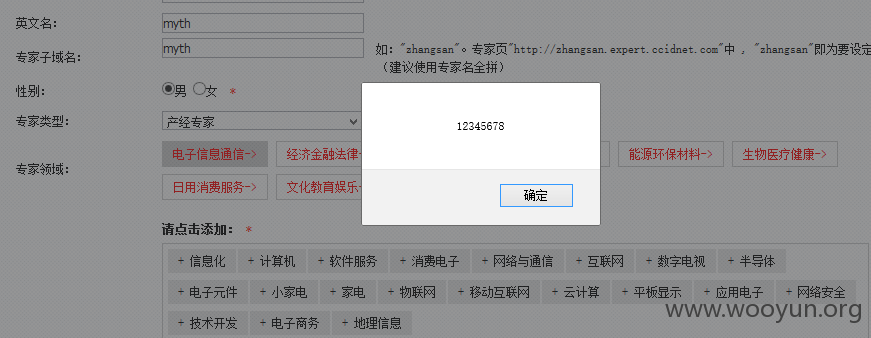 英文名: myth
专家子域名: myth 如："zhangsan"。专家页"http://zhangsan.expert.ccidnet.com"中，"zhangsan"即为要设定
（建议使用专家名全拼）
性别: 男 女 *
专家类型: 产经专家
12345678
专家领域: 电子信息通信-> 经济金融法律- 能源环保材料-> 生物医疗健康->
日用消费服务-> 文化教育娱乐-
确定
请点击添加： *
+ 信息化 + 计算机 + 软件服务 + 消费电子 + 网络与通信 + 互联网 + 数字电视 + 半导体
+ 电子元件 + 小家电 + 家电 + 物联网 + 移动互联网 + 云计算 + 平板显示 + 应用电子 + 网络安全
+ 技术开发 + 电子商务 + 地理信息
www.wooyun.org